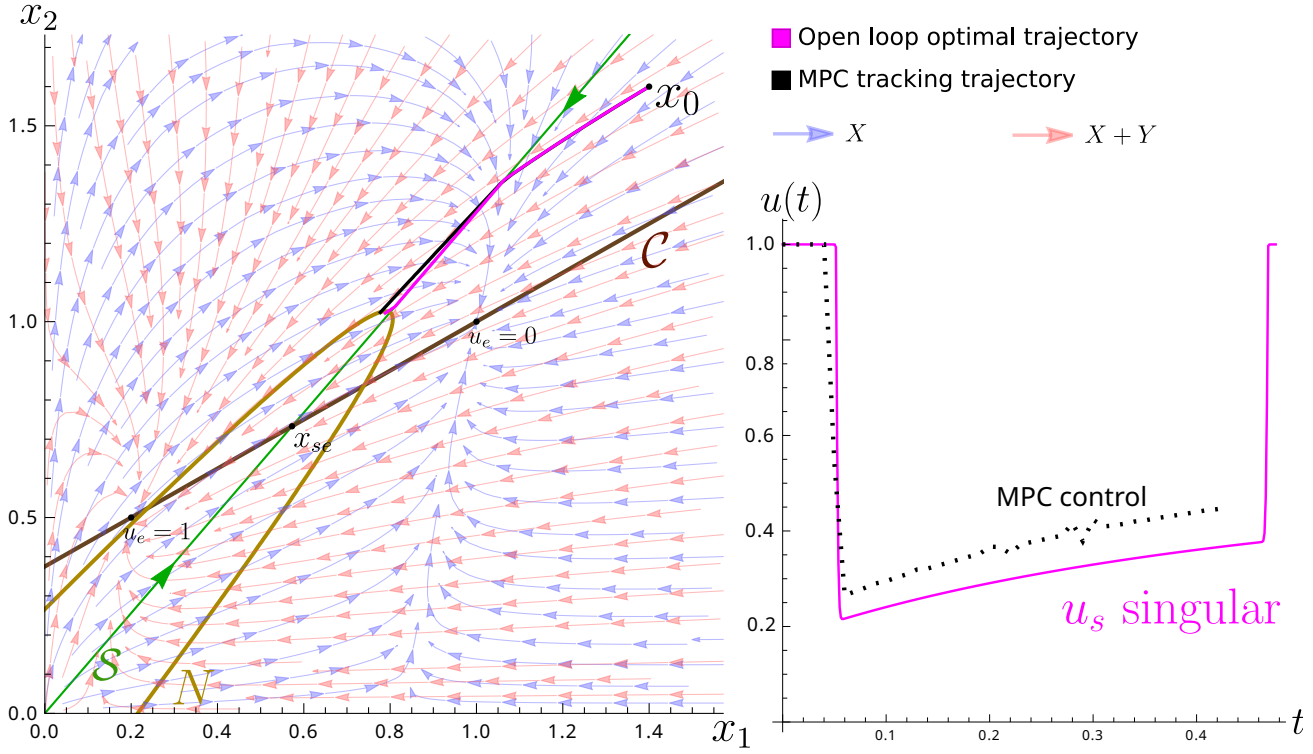 x₂
1.5
1.0
0.5
0.0
0.0
0.2
0.4
0.6
0.8
1.0
1.2
1.4
x₁
x₀
C
uₑ = 0
xₛₑ
uₑ = 1
S
N
Open loop optimal trajectory
MPC tracking trajectory
X
X + Y
u(t)
1.0
0.8
0.6
0.4
0.2
MPC control
uₛ singular
0.1
0.2
0.3
0.4
t